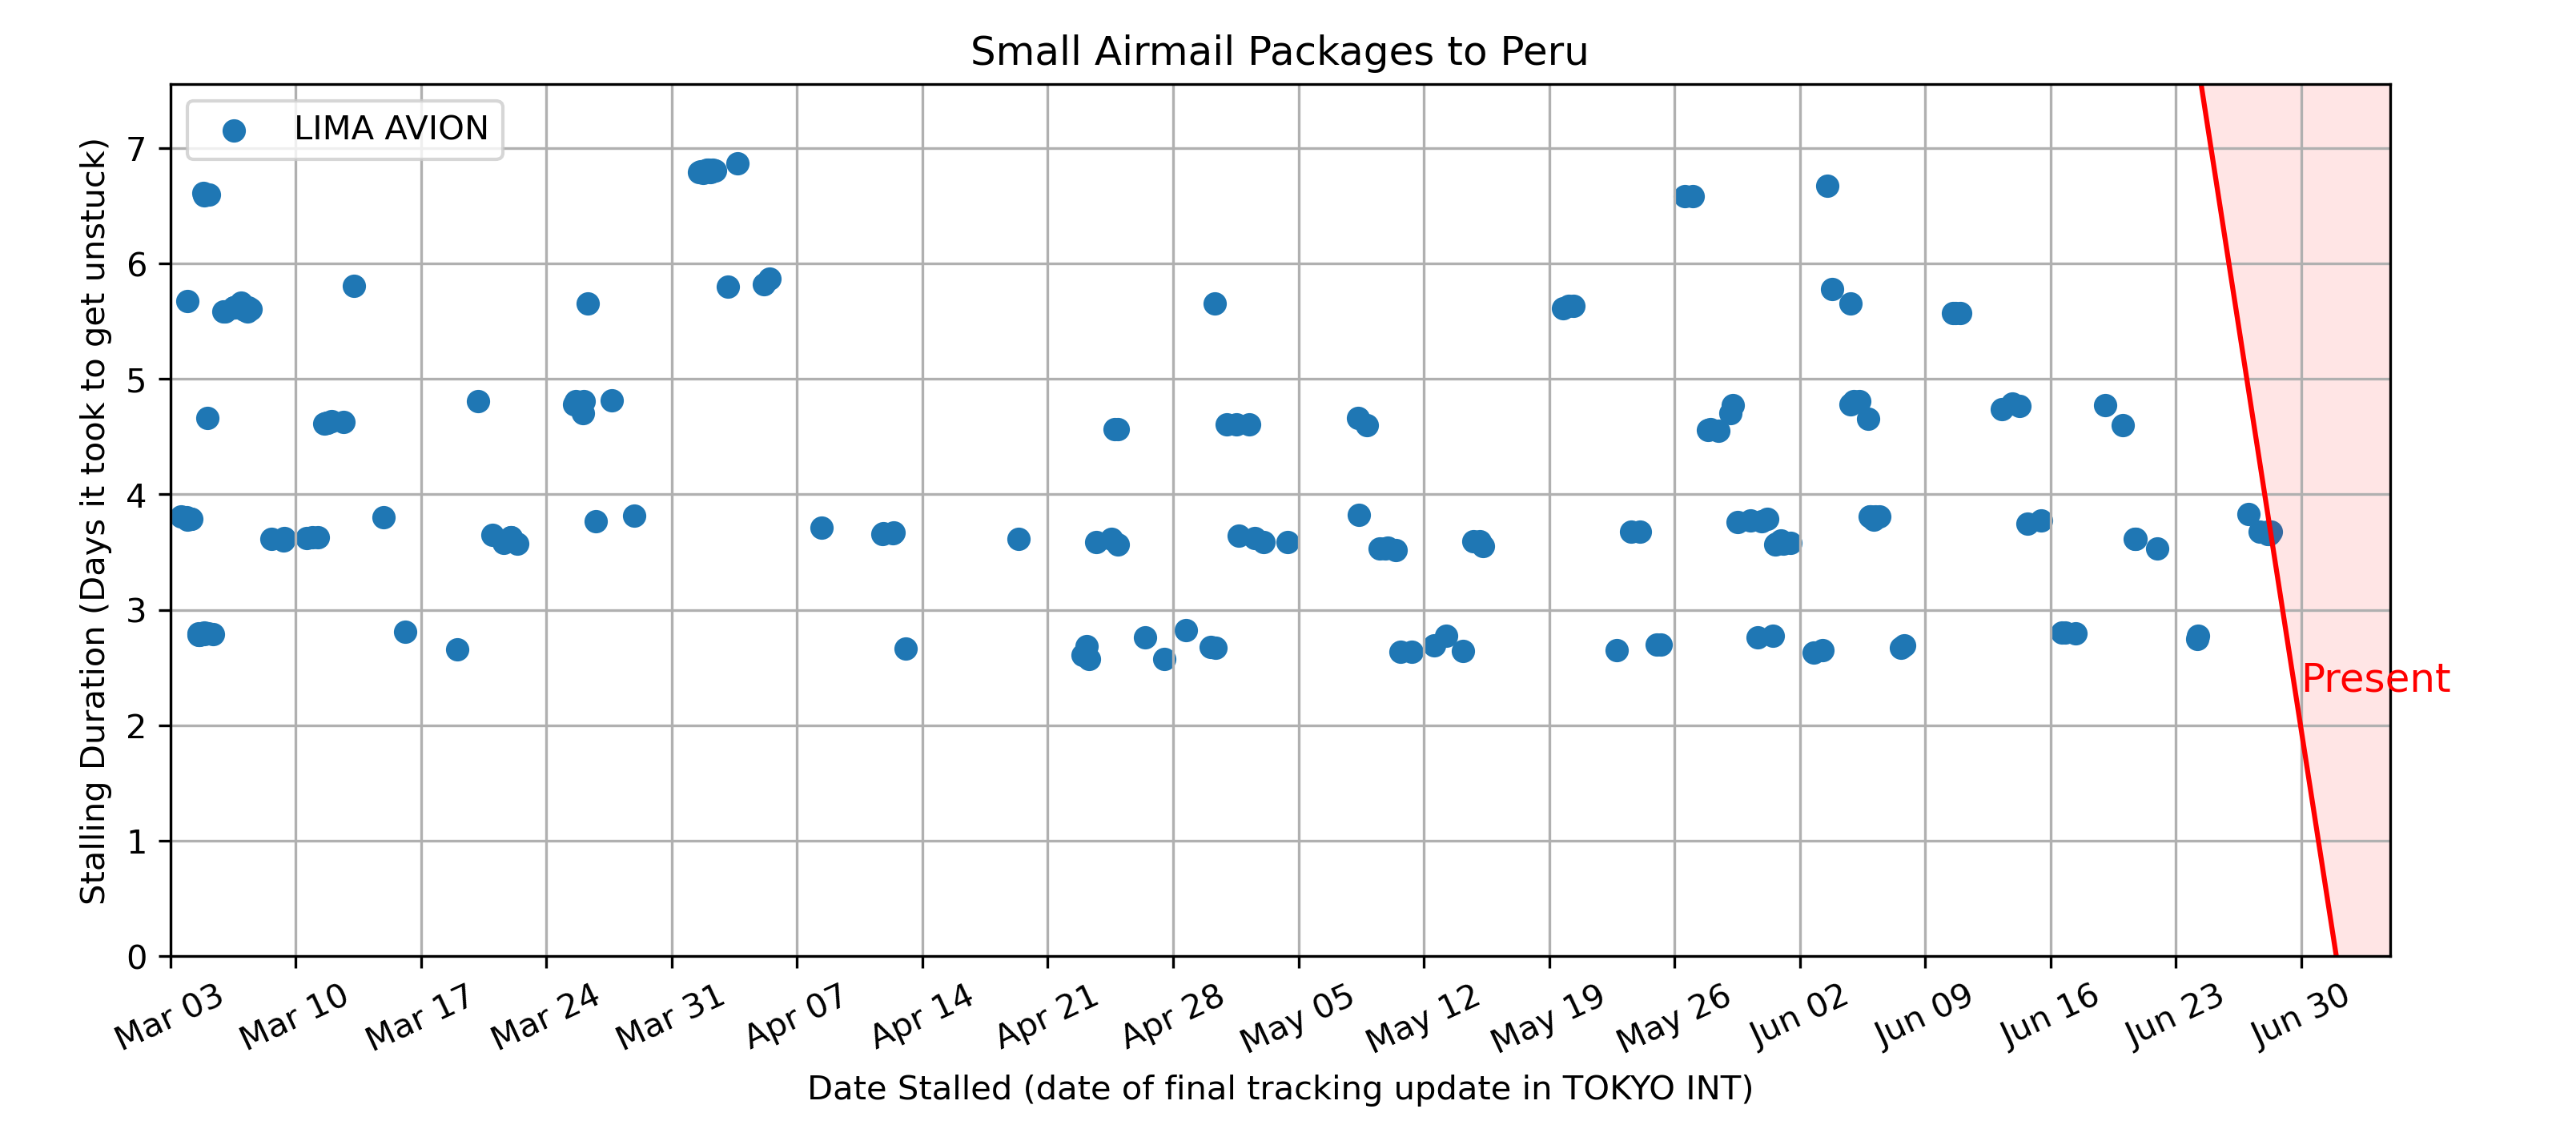 Small Airmail Packages to Peru
LIMA AVION
Stalling Duration (Days it took to get unstuck)
7
6
5
4
3
2
1
0
Present
Mar 03
Mar 10
Mar 17
Mar 24
Mar 31
Apr 07
Apr 14
Apr 21
Apr 28
May 05
May 12
May 19
May 26
Jun 02
Jun 09
Jun 16
Jun 23
Jun 30
Date Stalled (date of final tracking update in TOKYO INT)